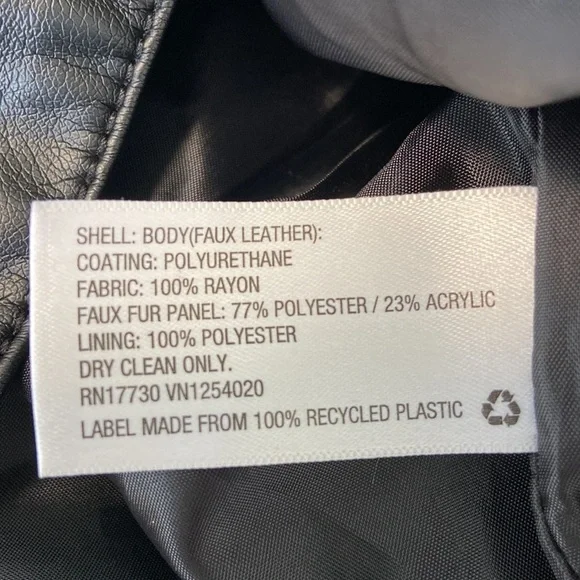 SHELL: BODY(FAUX LEATHER):
COATING: POLYURETHANE
FABRIC: 100% RAYON
FAUX FUR PANEL: 77% POLYESTER / 23% ACRYLIC
LINING: 100% POLYESTER
DRY CLEAN ONLY.
RN17730 VN1254020
LABEL MADE FROM 100% RECYCLED PLASTIC